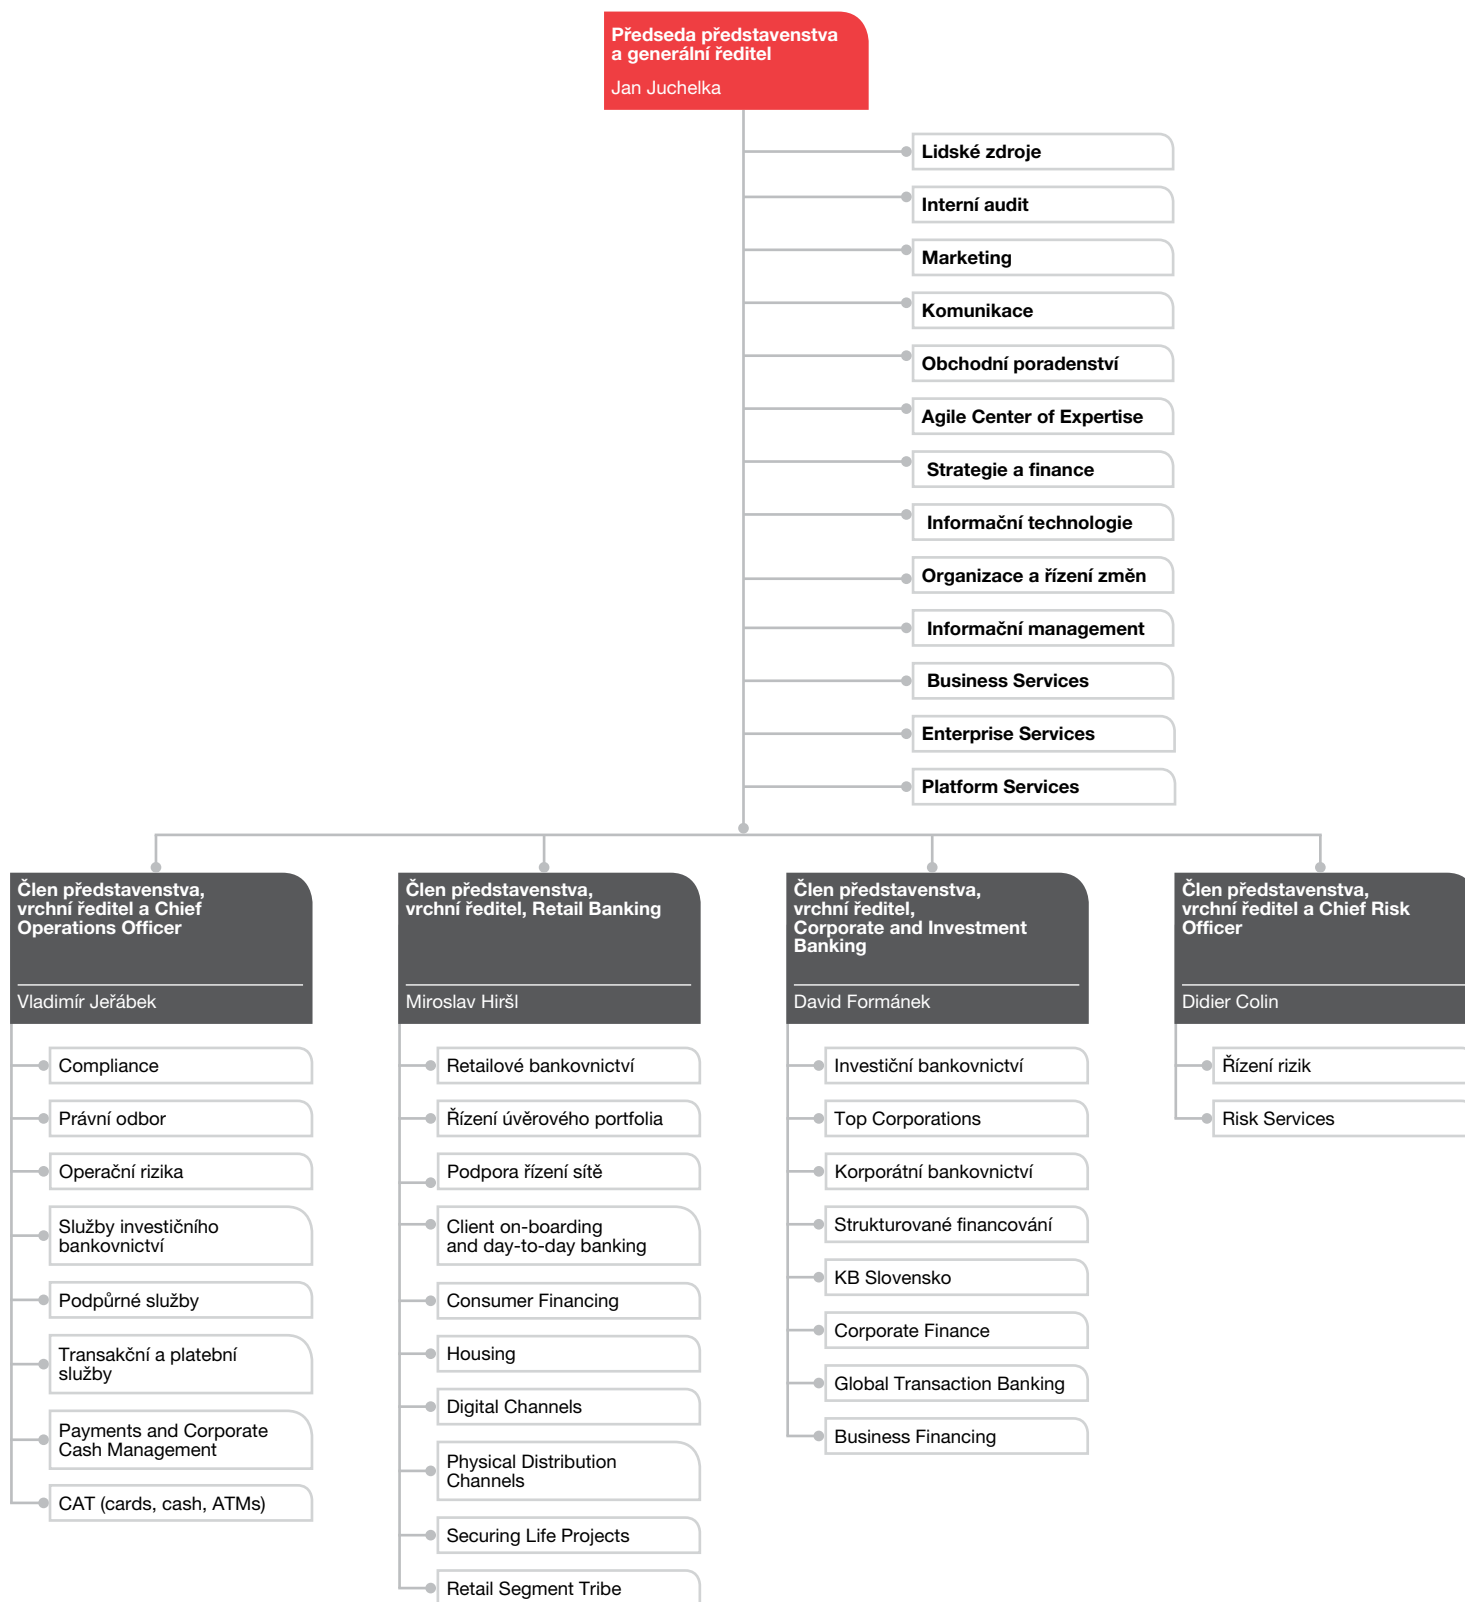 Předseda představenstva
a generální ředitel
Jan Juchelka
Lidské zdroje
Interní audit
Marketing
Komunikace
Obchodní poradenství
Agile Center of Expertise
Strategie a finance
Informační technologie
Organizace a řízení změn
Informační management
Business Services
Enterprise Services
Platform Services
Člen představenstva,
vrchní ředitel a Chief
Operations Officer
Vladimír Jeřábek
Compliance
Právní odbor
Operační rizika
Služby investičního
bankovnictví
Podpůrné služby
Transakční a platební
služby
Payments and Corporate
Cash Management
CAT (cards, cash, ATMs)
Člen představenstva,
vrchní ředitel, Retail Banking
Miroslav Hiršl
Retailové bankovnictví
Řízení úvěrového portfolia
Podpora řízení sítě
Client on-boarding
and day-to-day banking
Consumer Financing
Housing
Digital Channels
Physical Distribution
Channels
Securing Life Projects
Retail Segment Tribe
Člen představenstva,
vrchní ředitel,
Corporate and Investment
Banking
David Formánek
Investiční bankovnictví
Top Corporations
Korporátní bankovnictví
Strukturované financování
KB Slovensko
Corporate Finance
Global Transaction Banking
Business Financing
Člen představenstva,
vrchní ředitel a Chief Risk
Officer
Didier Colin
Řízení rizik
Risk Services